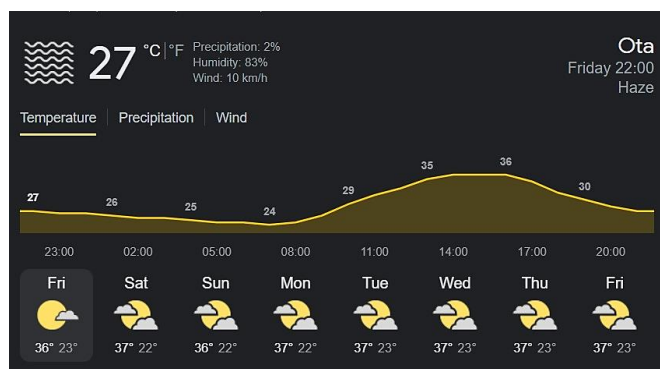 27 °C | °F
Precipitation: 2%
Humidity: 83%
Wind: 10 km/h
Ota
Friday 22:00
Haze
Temperature | Precipitation | Wind
27 26 25 24 29 35 36 30
23:00 02:00 05:00 08:00 11:00 14:00 17:00 20:00
Fri Sat Sun Mon Tue Wed Thu Fri
36° 23° 37° 22° 36° 22° 37° 22° 37° 23° 37° 23° 37° 23° 37° 23°